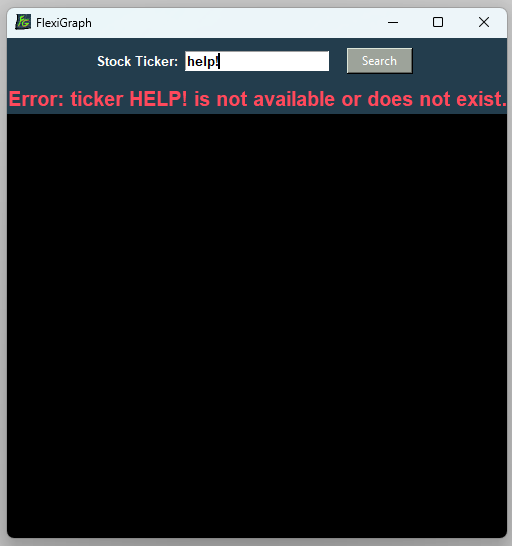 FlexiGraph
Stock Ticker: help! Search
Error: ticker HELP! is not available or does not exist.